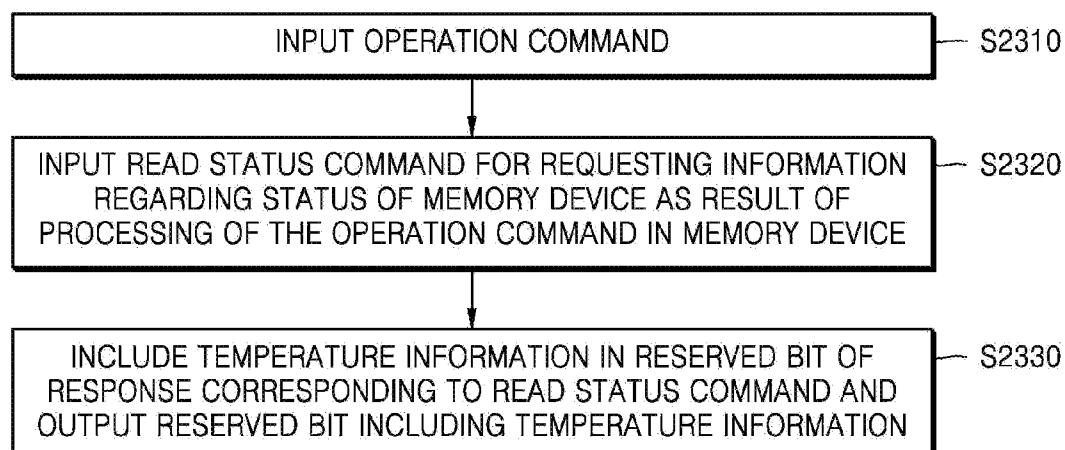 INPUT OPERATION COMMAND
S2310
INPUT READ STATUS COMMAND FOR REQUESTING INFORMATION
REGARDING STATUS OF MEMORY DEVICE AS RESULT OF
PROCESSING OF THE OPERATION COMMAND IN MEMORY DEVICE
S2320
INCLUDE TEMPERATURE INFORMATION IN RESERVED BIT OF
RESPONSE CORRESPONDING TO READ STATUS COMMAND AND
OUTPUT RESERVED BIT INCLUDING TEMPERATURE INFORMATION
S2330